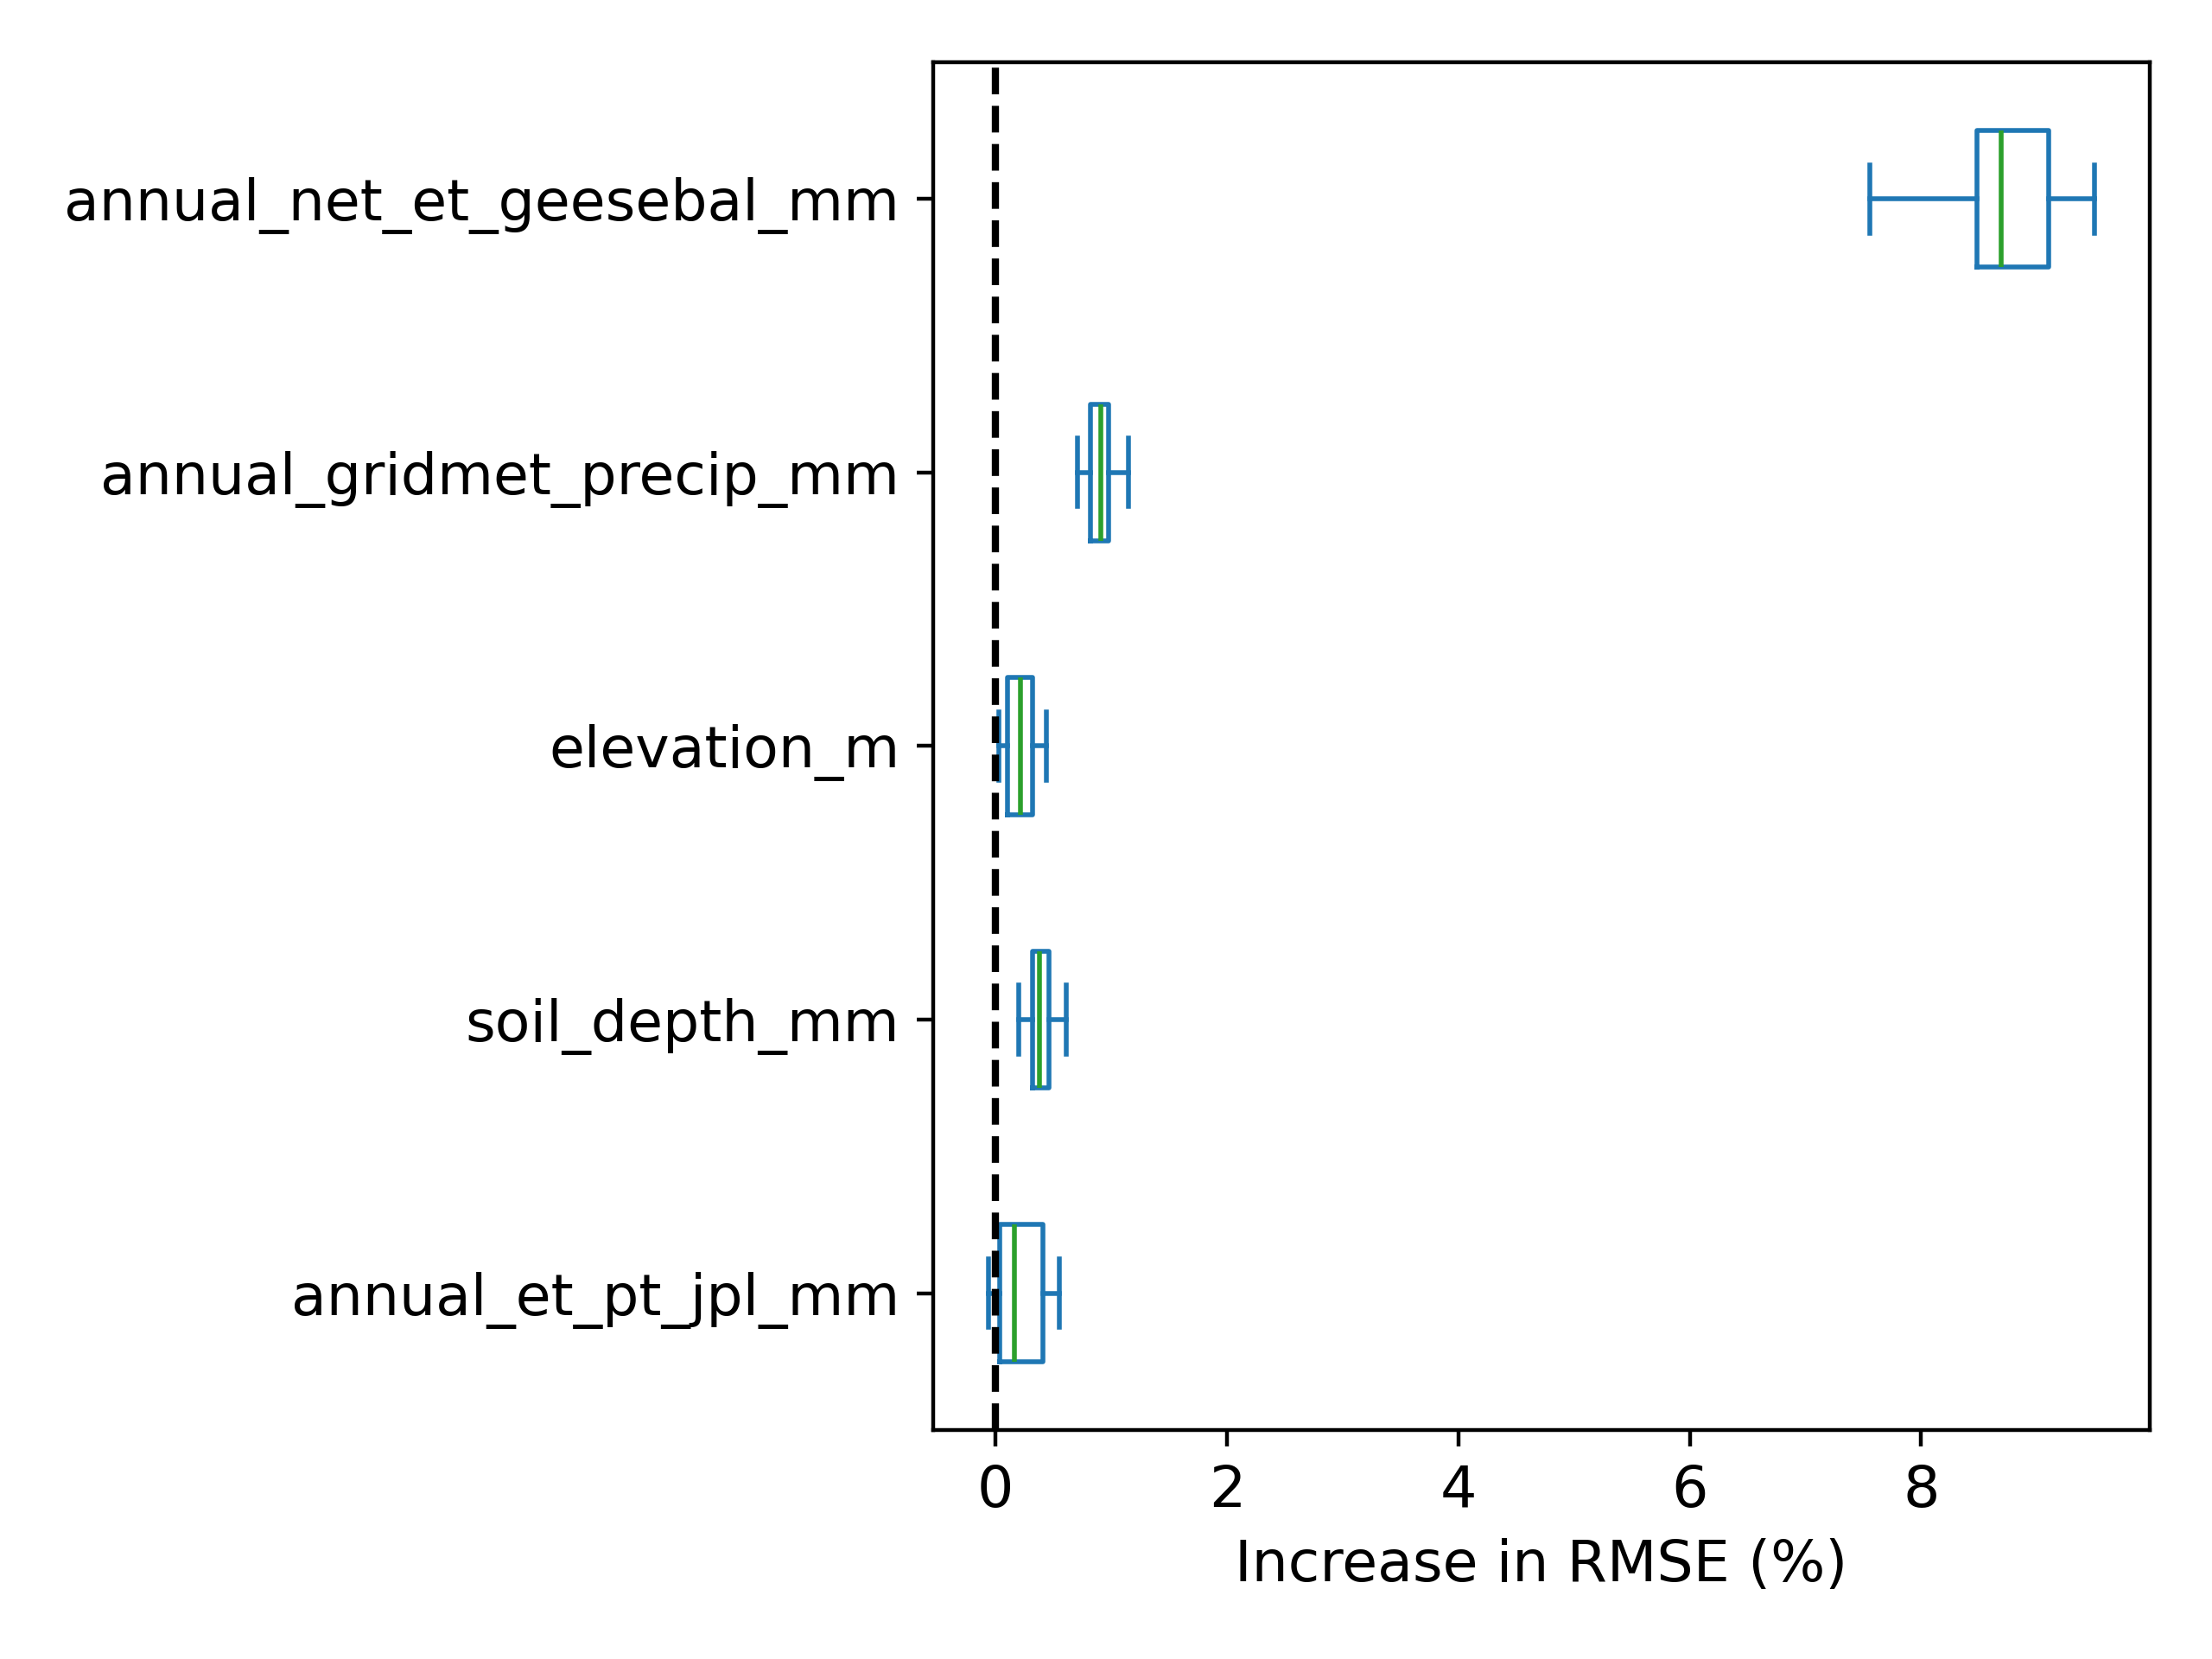 annual_net_et_geesebal_mm
annual_gridmet_precip_mm
elevation_m
soil_depth_mm
annual_et_pt_jpl_mm
0 2 4 6 8
Increase in RMSE (%)